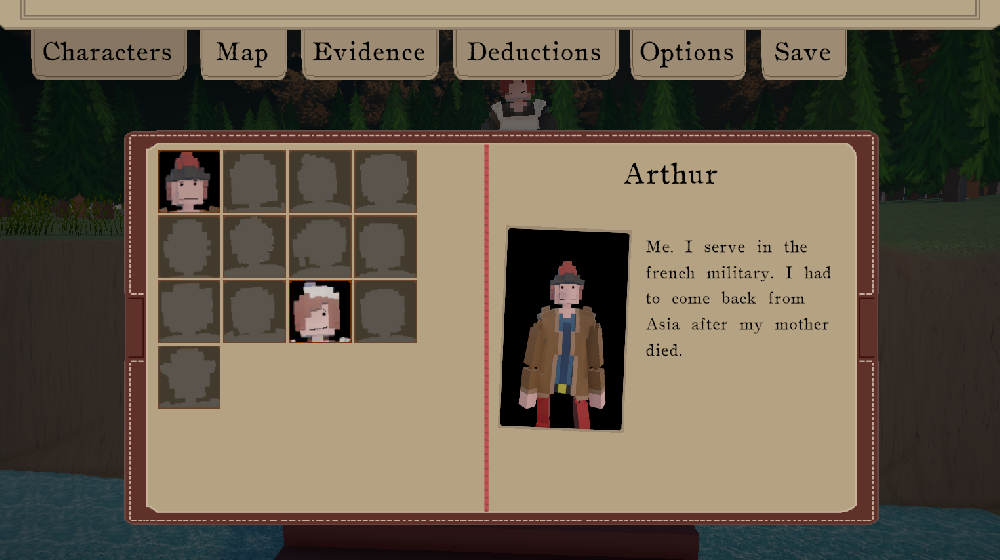 Characters
Map
Evidence
Deductions
Options
Save
Arthur
Me. I serve in the
french military. I had
to come back from
Asia after my mother
died.